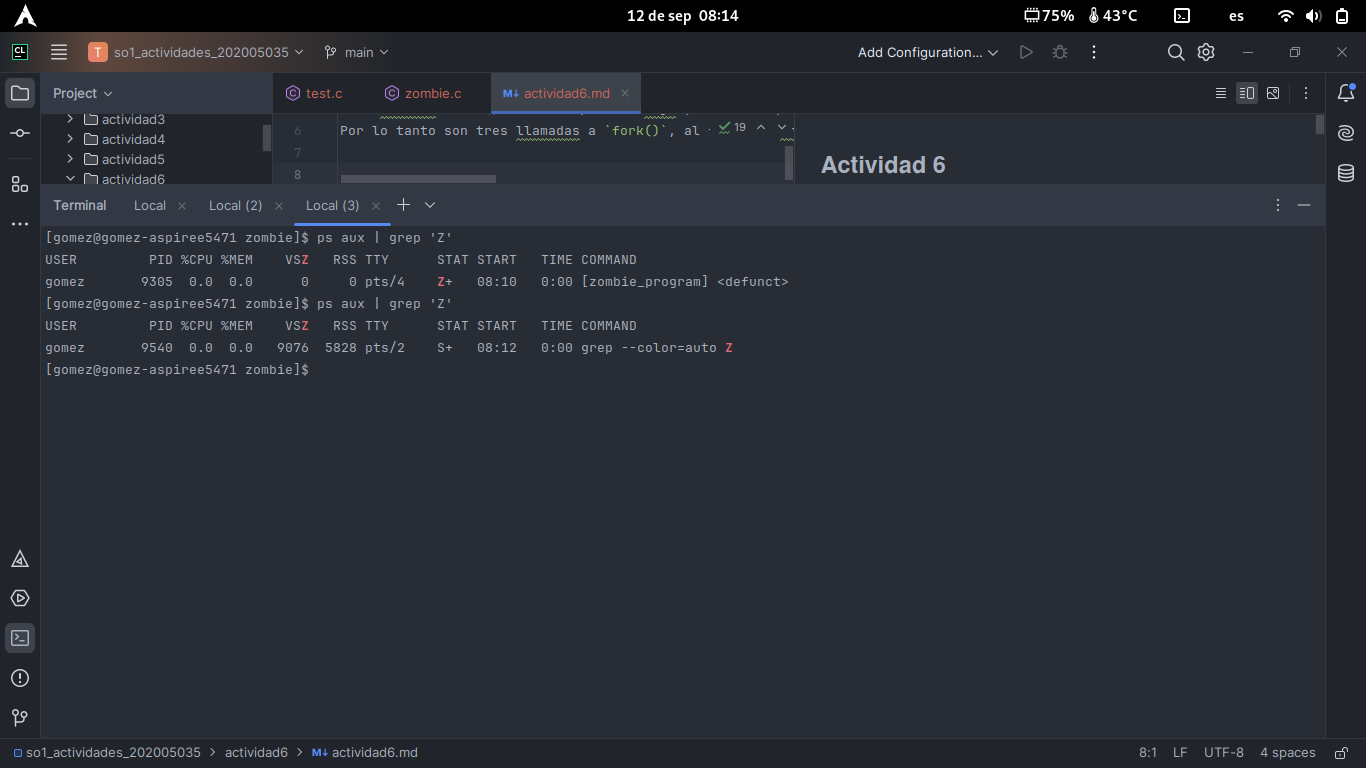 12 de sep 08:14
75% 43°C
es
CL
T so1_actividades_202005035
main
Add Configuration...
Project
test.c
zombie.c
actividad6.md
actividad3
actividad4
actividad5
actividad6
6 Por lo tanto son tres llamadas a `fork()`, al
19
7
8
Actividad 6
Terminal Local Local (2) Local (3)
[gomez@gomez-aspiree5471 zombie]$ ps aux | grep 'Z'
USER PID %CPU %MEM VSZ RSS TTY STAT START TIME COMMAND
gomez 9305 0.0 0.0 0 0 pts/4 Z+ 08:10 0:00 [zombie_program] <defunct>
[gomez@gomez-aspiree5471 zombie]$ ps aux | grep 'Z'
USER PID %CPU %MEM VSZ RSS TTY STAT START TIME COMMAND
gomez 9540 0.0 0.0 9076 5828 pts/2 S+ 08:12 0:00 grep --color=auto Z
[gomez@gomez-aspiree5471 zombie]$
so1_actividades_202005035 > actividad6 > M↓ actividad6.md
8:1 LF UTF-8 4 spaces